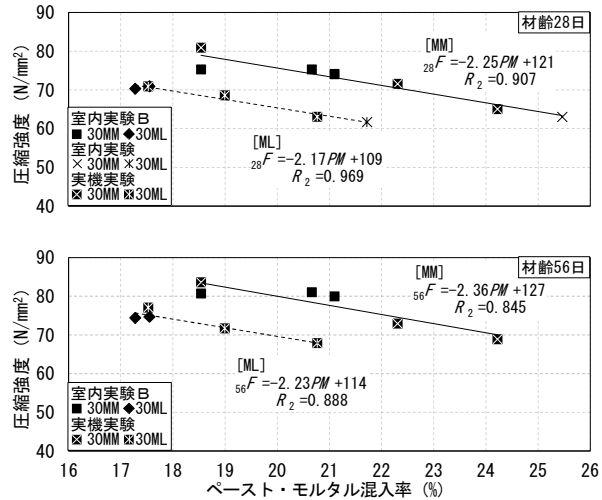 90
80
70
60
50
40
圧縮強度 (N/mm²)
材齢28日
[MM]
₂₈F=-2.25PM+121
R₂=0.907
[ML]
₂₈F=-2.17PM+109
R₂=0.969
室内実験B
30MM 30ML
室内実験
30MM 30ML
実機実験
30MM 30ML
90
80
70
60
50
40
圧縮強度 (N/mm²)
材齢56日
[MM]
₅₆F=-2.36PM+127
R₂=0.845
[ML]
₅₆F=-2.23PM+114
R₂=0.888
室内実験B
30MM 30ML
実機実験
30MM 30ML
16 17 18 19 20 21 22 23 24 25 26
ペースト・モルタル混入率 (%)